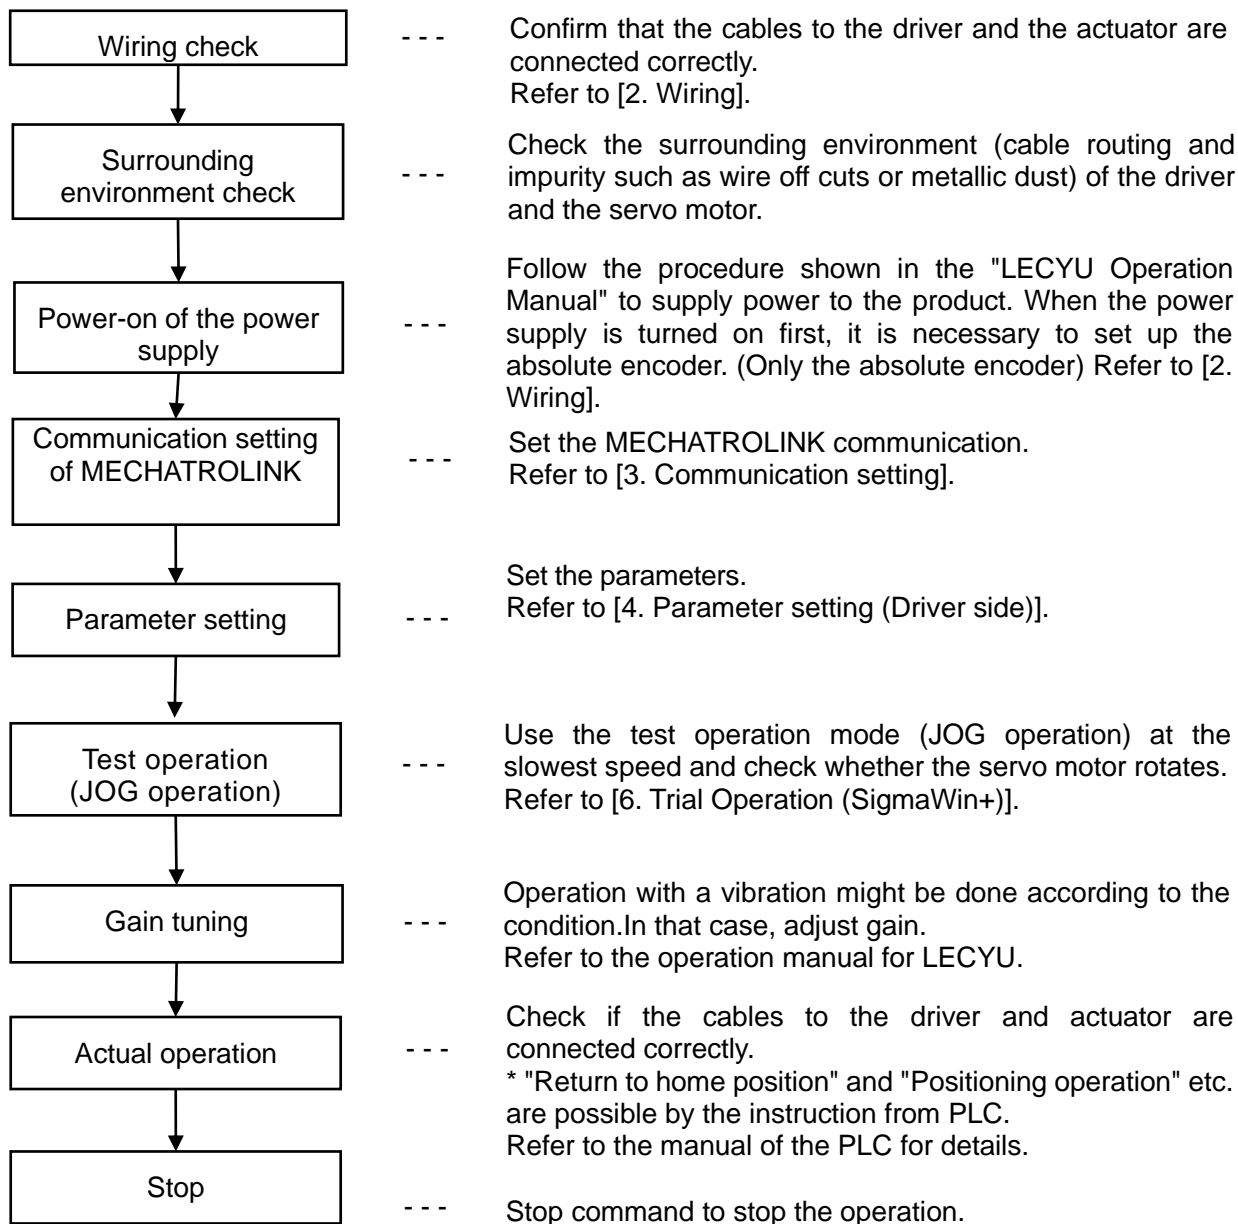 Wiring check
- - -
Confirm that the cables to the driver and the actuator are
connected correctly.
Refer to [2. Wiring].
Surrounding
environment check
- - -
Check the surrounding environment (cable routing and
impurity such as wire off cuts or metallic dust) of the driver
and the servo motor.
Power-on of the power
supply
- - -
Follow the procedure shown in the "LECYU Operation
Manual" to supply power to the product. When the power
supply is turned on first, it is necessary to set up the
absolute encoder. (Only the absolute encoder) Refer to [2.
Wiring].
Communication setting
of MECHATROLINK
- - -
Set the MECHATROLINK communication.
Refer to [3. Communication setting].
Parameter setting
- - -
Set the parameters.
Refer to [4. Parameter setting (Driver side)].
Test operation
(JOG operation)
- - -
Use the test operation mode (JOG operation) at the
slowest speed and check whether the servo motor rotates.
Refer to [6. Trial Operation (SigmaWin+)].
Gain tuning
- - -
Operation with a vibration might be done according to the
condition.In that case, adjust gain.
Refer to the operation manual for LECYU.
Actual operation
- - -
Check if the cables to the driver and actuator are
connected correctly.
* "Return to home position" and "Positioning operation" etc.
are possible by the instruction from PLC.
Refer to the manual of the PLC for details.
Stop
- - -
Stop command to stop the operation.